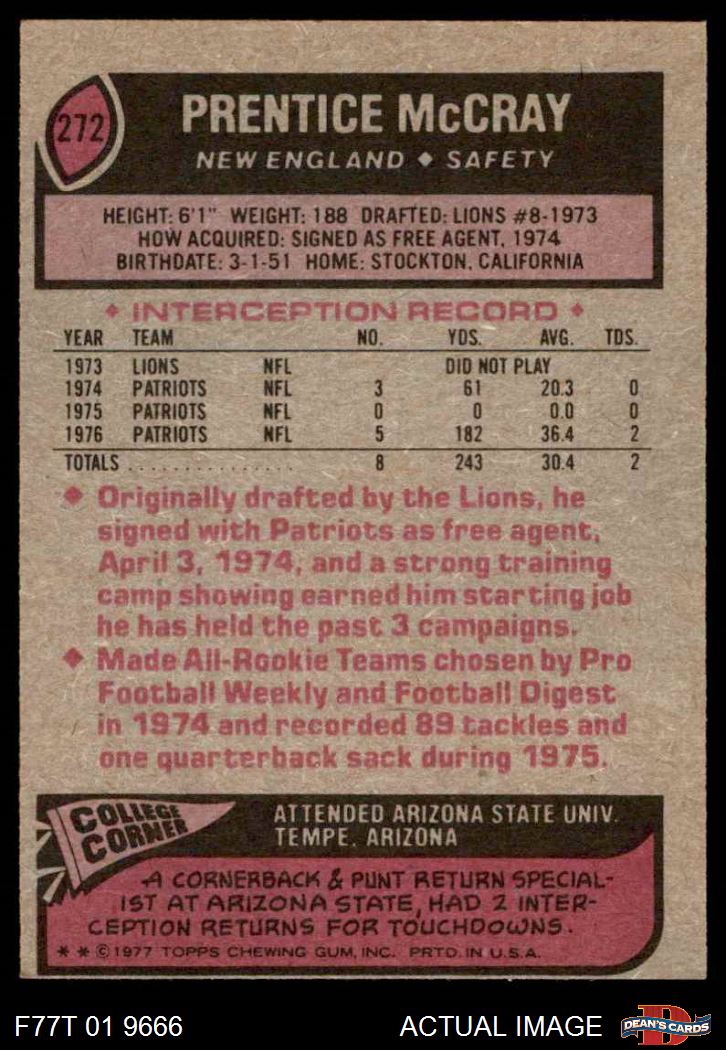 272
PRENTICE McCRAY
NEW ENGLAND ◆ SAFETY
HEIGHT: 6'1" WEIGHT: 188 DRAFTED: LIONS #8-1973
HOW ACQUIRED: SIGNED AS FREE AGENT, 1974
BIRTHDATE: 3-1-51 HOME: STOCKTON, CALIFORNIA
◆ INTERCEPTION RECORD ◆
YEAR TEAM NO. YDS. AVG. TDS.
1973 LIONS NFL DID NOT PLAY
1974 PATRIOTS NFL 3 61 20.3 0
1975 PATRIOTS NFL 0 0 0.0 0
1976 PATRIOTS NFL 5 182 36.4 2
TOTALS . . . . . . . . . . . . . . . 8 243 30.4 2
◆ Originally drafted by the Lions, he
signed with Patriots as free agent,
April 3, 1974, and a strong training
camp showing earned him starting job
he has held the past 3 campaigns.
◆ Made All-Rookie Teams chosen by Pro
Football Weekly and Football Digest
in 1974 and recorded 89 tackles and
one quarterback sack during 1975.
COLLEGE
CORNER
ATTENDED ARIZONA STATE UNIV.
TEMPE, ARIZONA
A CORNERBACK & PUNT RETURN SPECIAL-
IST AT ARIZONA STATE, HAD 2 INTER-
CEPTION RETURNS FOR TOUCHDOWNS.
* * © 1977 TOPPS CHEWING GUM, INC. PRTD. IN U.S.A.
F77T 01 9666
ACTUAL IMAGE
D
DEAN'S CARDS